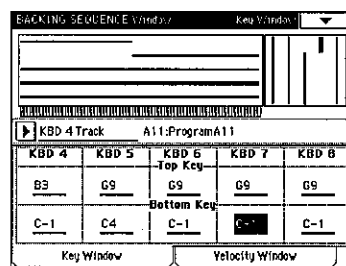 BACKING SEQUENCE Window Key Window
KBD 4 Track A11:ProgramA11
KBD 4 KBD 5 KBD 6 KBD 7 KBD 8
Top Key
B3 G9 G9 G9 G9
Bottom Key
C-1 C4 C-1 C-1 C-1
Key Window Velocity Window